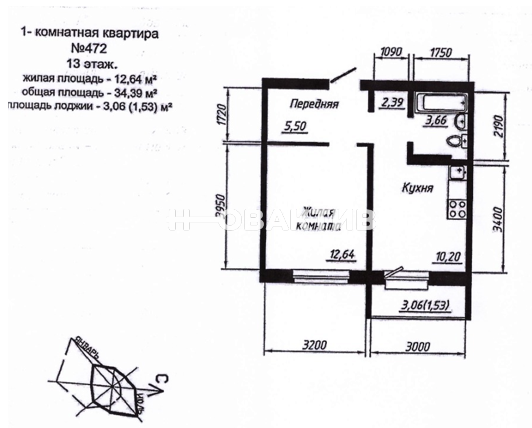 1- комнатная квартира
№472
13 этаж.
жилая площадь - 12,64 м²
общая площадь - 34,39 м²
площадь лоджии - 3,06 (1,53) м²
1090
1750
Передняя
5,50
2,39
3,66
1720
2190
Кухня
Жилая
комната
3950
3400
12,64
10,20
3,06(1,53)
3200
3000
январь
С
июль